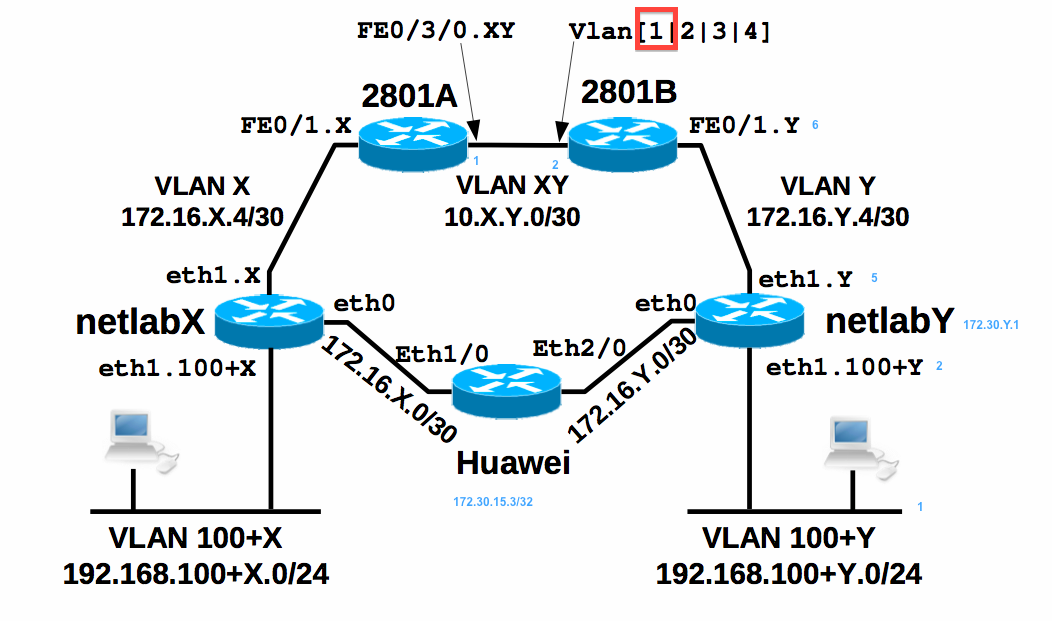 FE0/3/0.XY
Vlan[1|2|3|4]
2801A
2801B
FE0/1.X
FE0/1.Y
6
1
2
VLAN X
172.16.X.4/30
VLAN XY
10.X.Y.0/30
VLAN Y
172.16.Y.4/30
eth1.X
eth1.Y
5
eth0
eth0
netlabX
netlabY
172.30.Y.1
eth1.100+X
Eth1/0
Eth2/0
eth1.100+Y
2
172.16.X.0/30
172.16.Y.0/30
Huawei
172.30.15.3/32
1
VLAN 100+X
192.168.100+X.0/24
VLAN 100+Y
192.168.100+Y.0/24